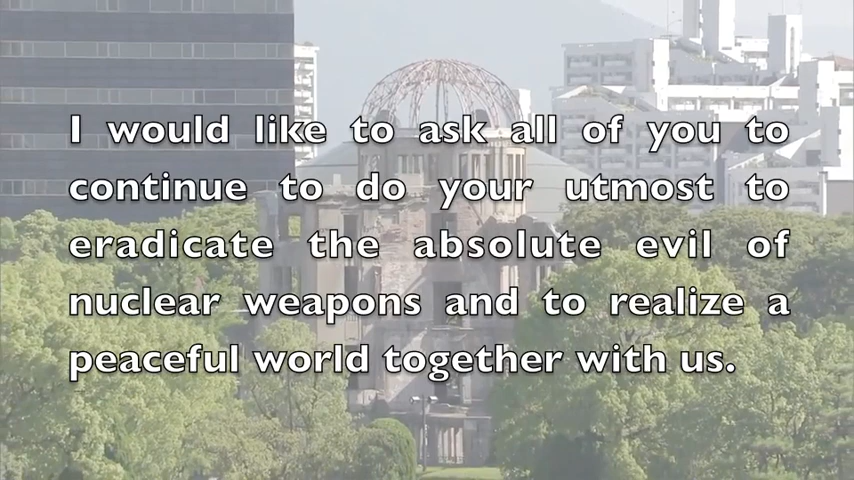 I would like to ask all of you to
continue to do your utmost to
eradicate the absolute evil of
nuclear weapons and to realize a
peaceful world together with us.